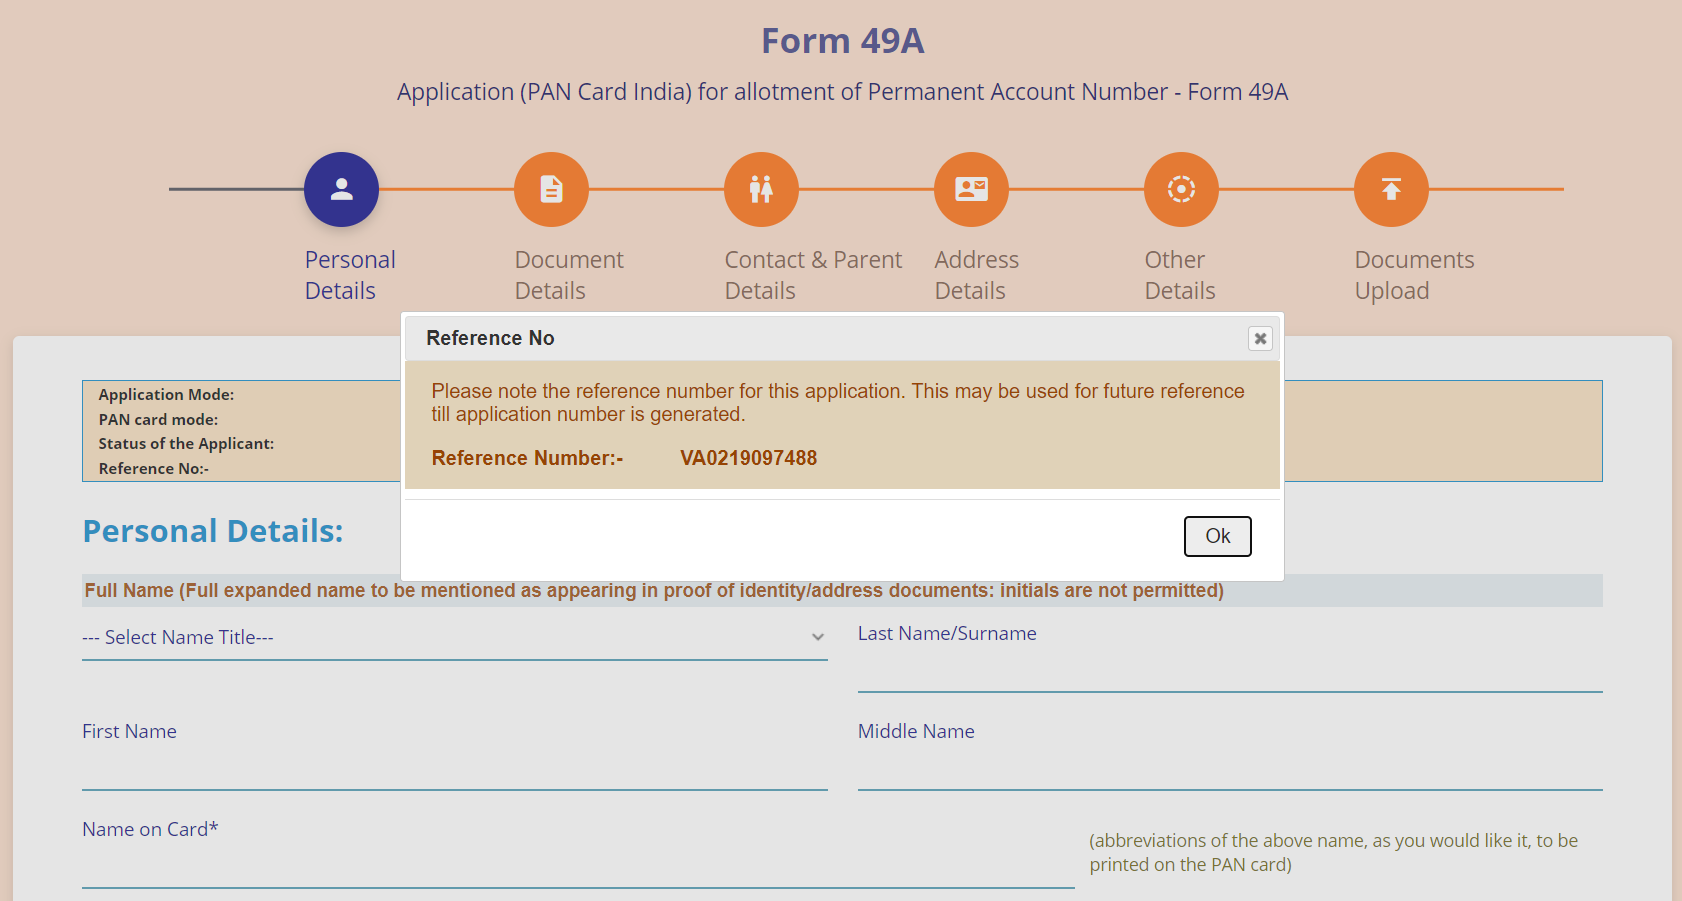 Form 49A
Application (PAN Card India) for allotment of Permanent Account Number - Form 49A
Personal Details
Document Details
Contact & Parent Details
Address Details
Other Details
Documents Upload
Reference No
Please note the reference number for this application. This may be used for future reference
till application number is generated.
Reference Number:- VA0219097488
Ok
Application Mode:
PAN card mode:
Status of the Applicant:
Reference No:-
Personal Details:
Full Name (Full expanded name to be mentioned as appearing in proof of identity/address documents: initials are not permitted)
--- Select Name Title---
Last Name/Surname
First Name
Middle Name
Name on Card*
(abbreviations of the above name, as you would like it, to be
printed on the PAN card)